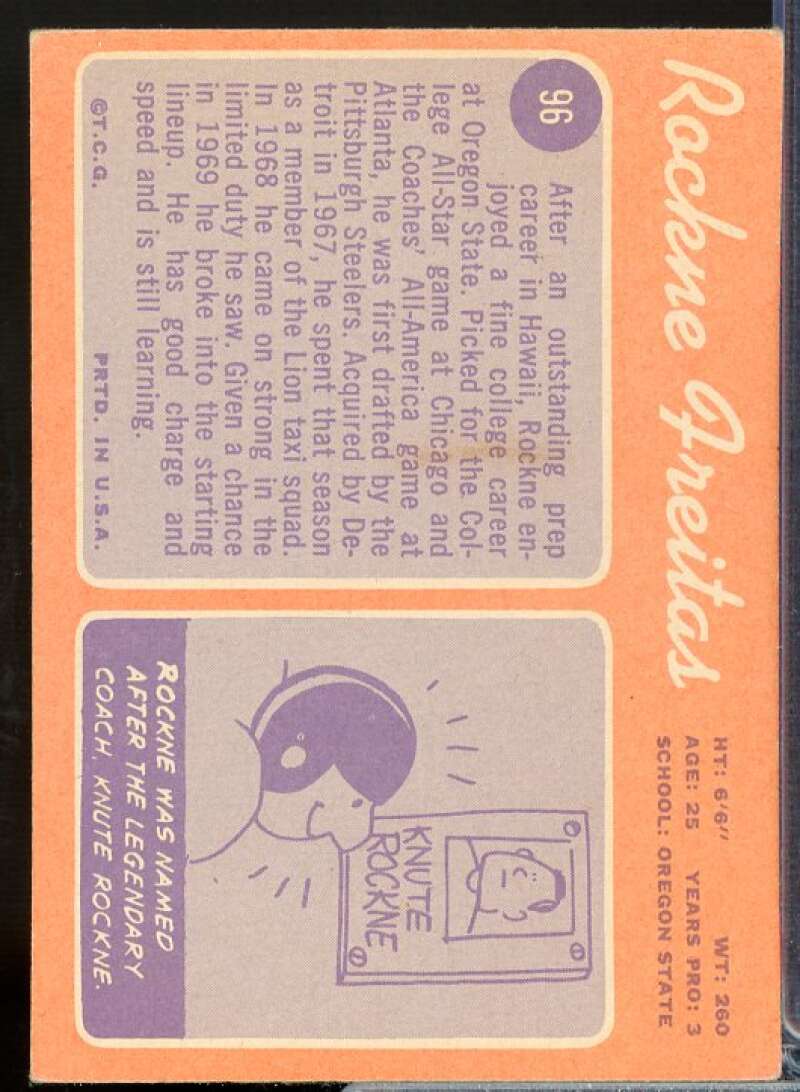 Rockne Freitas
HT: 6'6" WT: 260
AGE: 25 YEARS PRO: 3
SCHOOL: OREGON STATE
96
After an outstanding prep
career in Hawaii, Rockne en-
joyed a fine college career
at Oregon State. Picked for the Col-
lege All-Star game at Chicago and
the Coaches' All-America game at
Atlanta, he was first drafted by the
Pittsburgh Steelers. Acquired by De-
troit in 1967, he spent that season
as a member of the Lion taxi squad.
In 1968 he came on strong in the
limited duty he saw. Given a chance
in 1969 he broke into the starting
lineup. He has good charge and
speed and is still learning.
©T.C.G. PRTD. IN U.S.A.
KNUTE
ROCKNE
ROCKNE WAS NAMED
AFTER THE LEGENDARY
COACH, KNUTE ROCKNE.